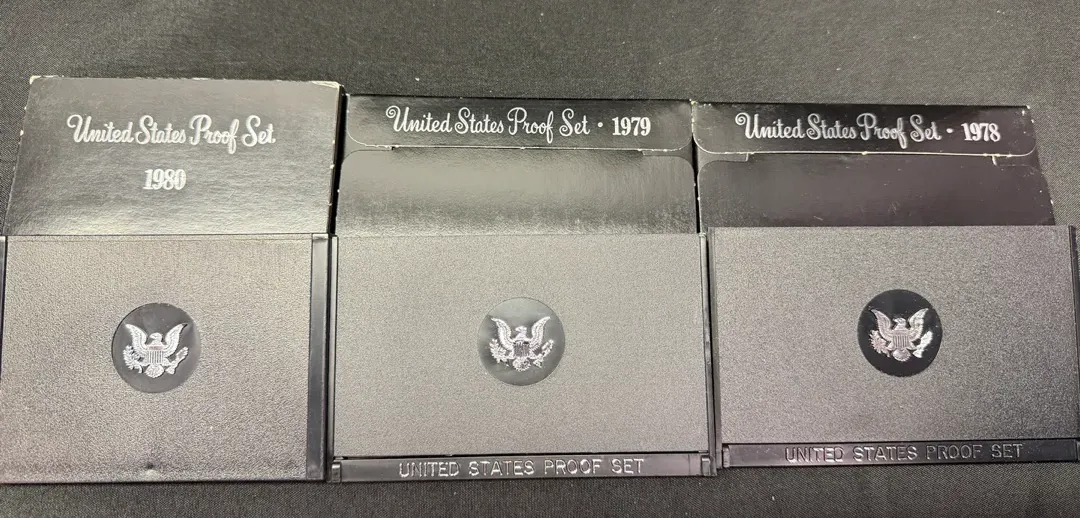 United States Proof Set
1980
United States Proof Set · 1979
United States Proof Set · 1978
UNITED STATES PROOF SET
UNITED STATES PROOF SET